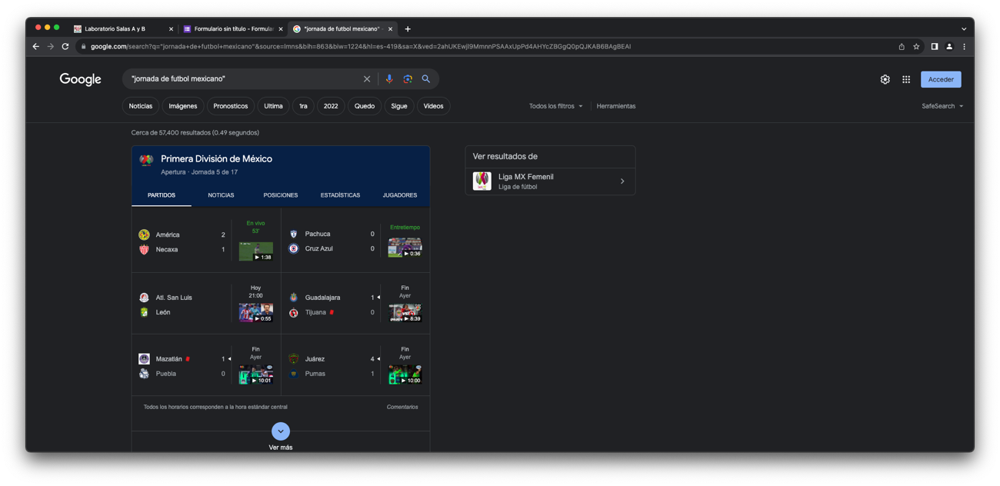 Laboratorio Salas A y B
Formulario sin título - Formula
"jornada de futbol mexicano" -
google.com/search?q="jornada+de+futbol+mexicano"&source=lmns&bih=863&biw=1224&hl=es-419&sa=X&ved=2ahUKEwjI9MmnnPSAAxUpPd4AHYcZBGgQ0pQJKAB6BAgBEAI
Google
"jornada de futbol mexicano"
Acceder
Noticias
Imágenes
Pronosticos
Ultima
1ra
2022
Quedo
Sigue
Videos
Todos los filtros
Herramientas
SafeSearch
Cerca de 57,400 resultados (0.49 segundos)
Primera División de México
Apertura · Jornada 5 de 17
PARTIDOS
NOTICIAS
POSICIONES
ESTADÍSTICAS
JUGADORES
América 2
Necaxa 1
En vivo
53'
1:38
Pachuca 0
Cruz Azul 0
Entretiempo
0:36
Atl. San Luis
León
Hoy
21:00
0:55
Guadalajara 1
Tijuana 0
Fin
Ayer
8:39
Mazatlán 1
Puebla 0
Fin
Ayer
10:01
Juárez 4
Pumas 1
Fin
Ayer
10:00
Todos los horarios corresponden a la hora estándar central
Comentarios
Ver más
Ver resultados de
Liga MX Femenil
Liga de fútbol